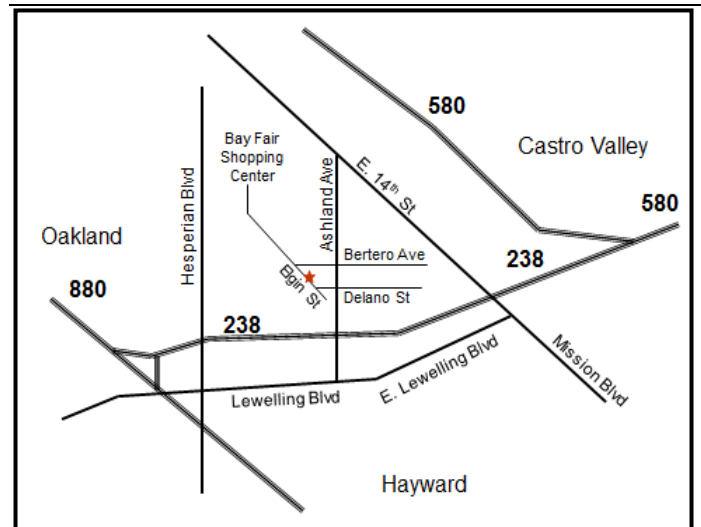 580
Bay Fair
Shopping
Center
Castro Valley
E. 14th St
Ashland Ave
Hesperian Blvd
580
Oakland
Bertero Ave
238
Elgin St
880
Delano St
238
Mission Blvd
E. Lewelling Blvd
Lewelling Blvd
Hayward